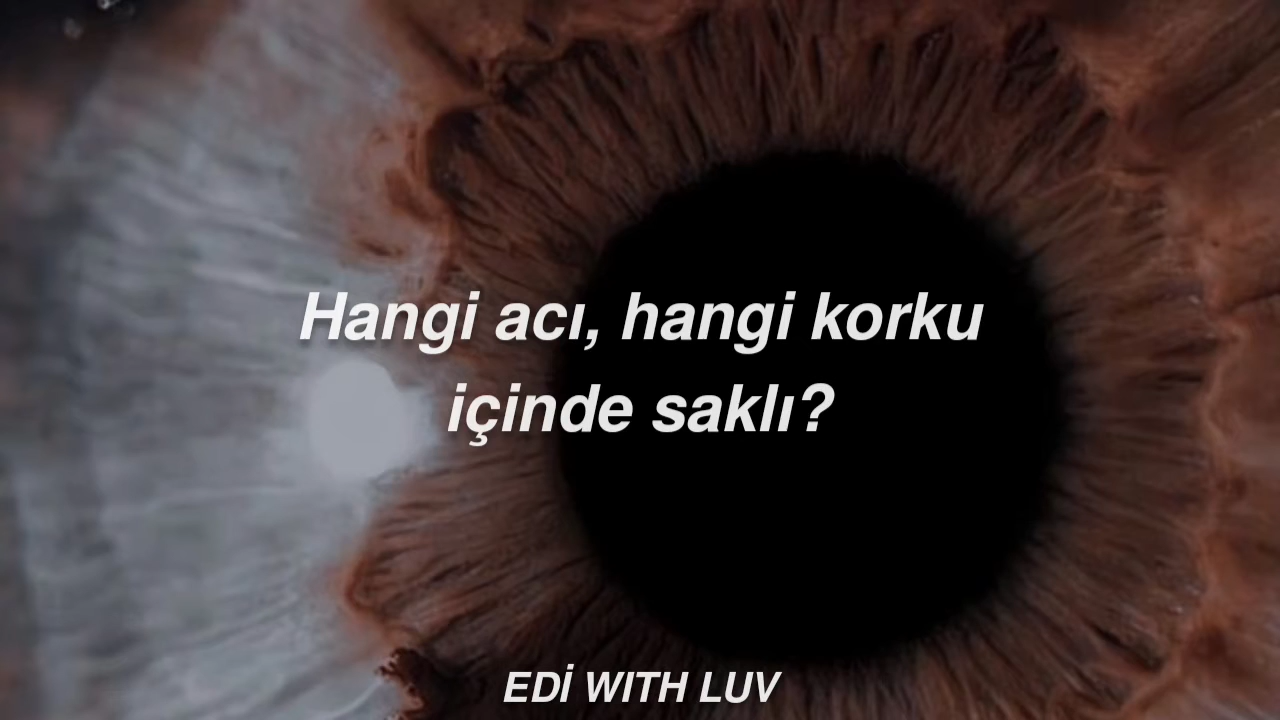 Hangi acı, hangi korku
içinde saklı?
EDİ WITH LUV